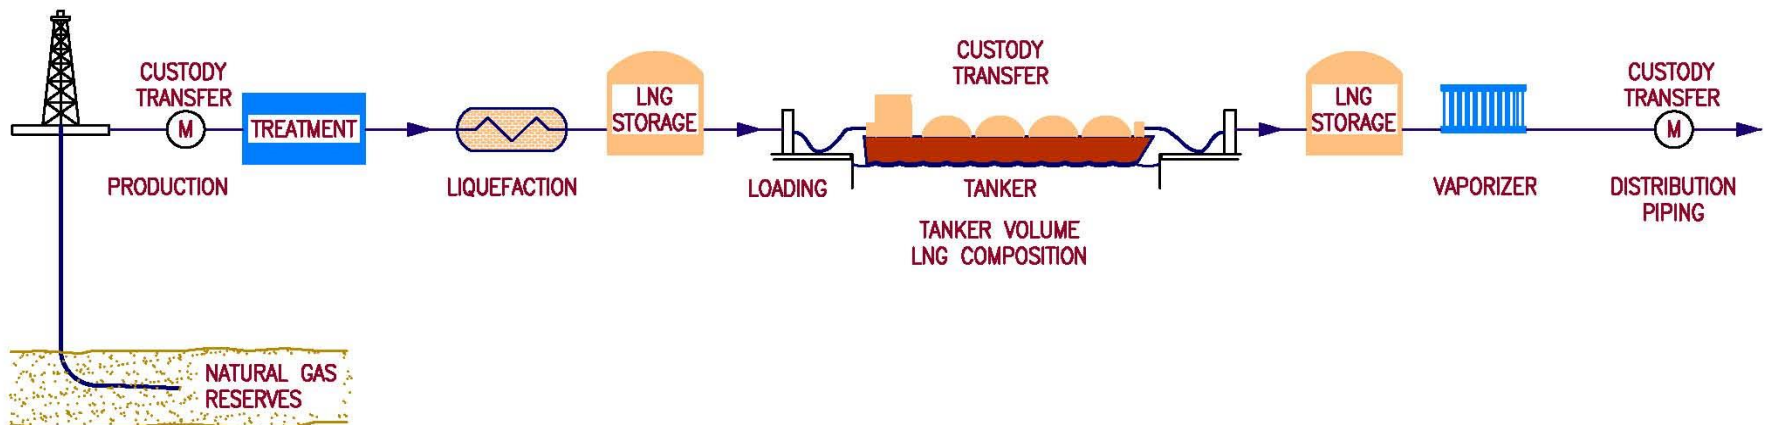 CUSTODY
TRANSFER
M
TREATMENT
PRODUCTION
LIQUEFACTION
LNG
STORAGE
LOADING
CUSTODY
TRANSFER
TANKER
TANKER VOLUME
LNG COMPOSITION
LNG
STORAGE
VAPORIZER
CUSTODY
TRANSFER
M
DISTRIBUTION
PIPING
NATURAL GAS
RESERVES